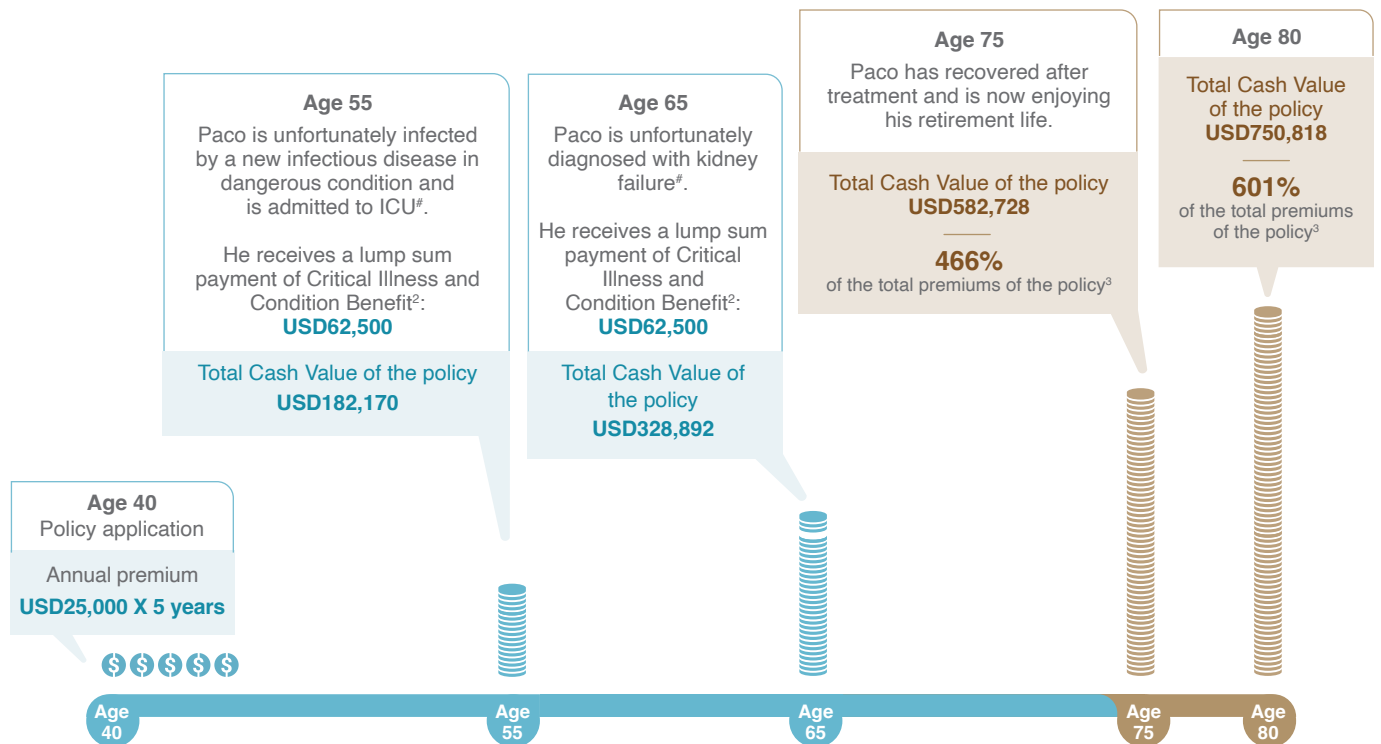 Age 40
Policy application
Annual premium
USD25,000 X 5 years
Age 55
Paco is unfortunately infected
by a new infectious disease in
dangerous condition and
is admitted to ICU#.
He receives a lump sum
payment of Critical Illness and
Condition Benefit2:
USD62,500
Total Cash Value of the policy
USD182,170
Age 65
Paco is unfortunately
diagnosed with kidney
failure#.
He receives a lump sum
payment of Critical
Illness and
Condition Benefit2:
USD62,500
Total Cash Value of
the policy
USD328,892
Age 75
Paco has recovered after
treatment and is now enjoying
his retirement life.
Total Cash Value of the policy
USD582,728
466%
of the total premiums of the policy3
Age 80
Total Cash Value
of the policy
USD750,818
601%
of the total premiums
of the policy3
$ $ $ $ $
Age
40
Age
55
Age
65
Age
75
Age
80